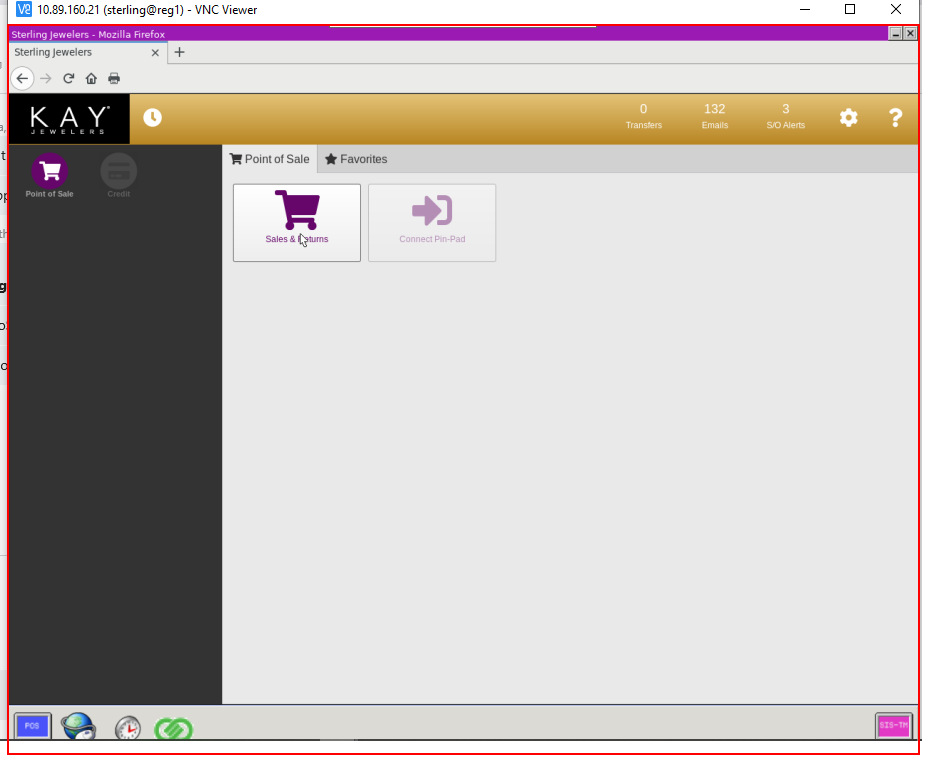 10.89.160.21 (sterling@reg1) - VNC Viewer
Sterling Jewelers - Mozilla Firefox
Sterling Jewelers
KAY
JEWELERS
0 132 3
Transfers Emails S/O Alerts
?
Point of Sale Credit
Point of Sale Favorites
Sales & Returns Connect Pin-Pad
POS SIS-TM